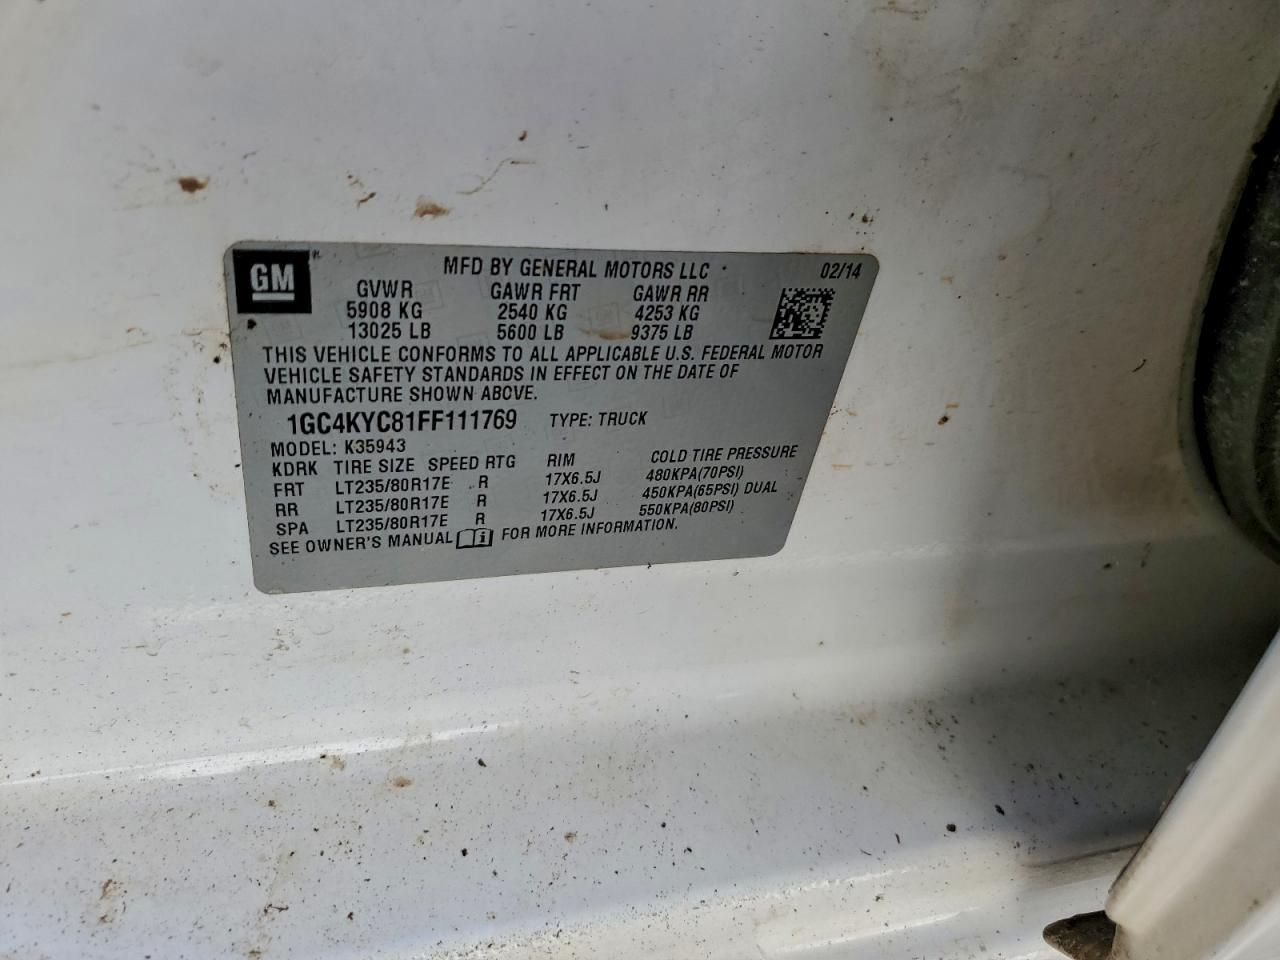 GM
MFD BY GENERAL MOTORS LLC 02/14
GVWR GAWR FRT GAWR RR
5908 KG 2540 KG 4253 KG
13025 LB 5600 LB 9375 LB
THIS VEHICLE CONFORMS TO ALL APPLICABLE U.S. FEDERAL MOTOR
VEHICLE SAFETY STANDARDS IN EFFECT ON THE DATE OF
MANUFACTURE SHOWN ABOVE.
1GC4KYC81FF111769 TYPE: TRUCK
MODEL: K35943
KDRK TIRE SIZE SPEED RTG RIM COLD TIRE PRESSURE
FRT LT235/80R17E R 17X6.5J 480KPA(70PSI)
RR LT235/80R17E R 17X6.5J 450KPA(65PSI) DUAL
SPA LT235/80R17E R 17X6.5J 550KPA(80PSI)
SEE OWNER'S MANUAL i FOR MORE INFORMATION.